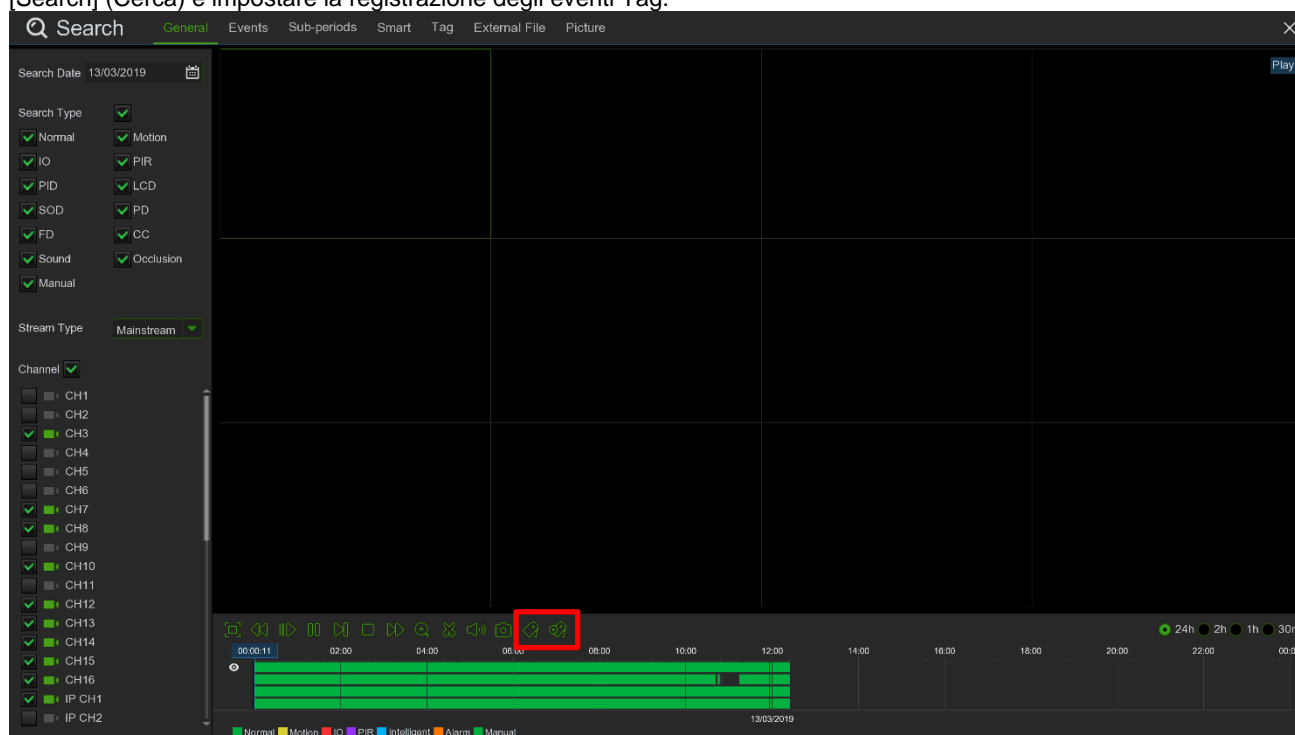 [Search] (Cerca) e impostare la registrazione degli eventi Tag.
Search General Events Sub-periods Smart Tag External File Picture
Search Date 13/03/2019
Play
Search Type
Normal Motion
IO PIR
PID LCD
SOD PD
FD CC
Sound Occlusion
Manual
Stream Type Mainstream
Channel
CH1
CH2
CH3
CH4
CH5
CH6
CH7
CH8
CH9
CH10
CH11
CH12
CH13
CH14
CH15
CH16
IP CH1
IP CH2
24h 2h 1h 30m
00:00:11 02:00 04:00 06:00 08:00 10:00 12:00 14:00 16:00 18:00 20:00 22:00 00:0
13/03/2019
Normal Motion IO PIR Intelligent Alarm Manual